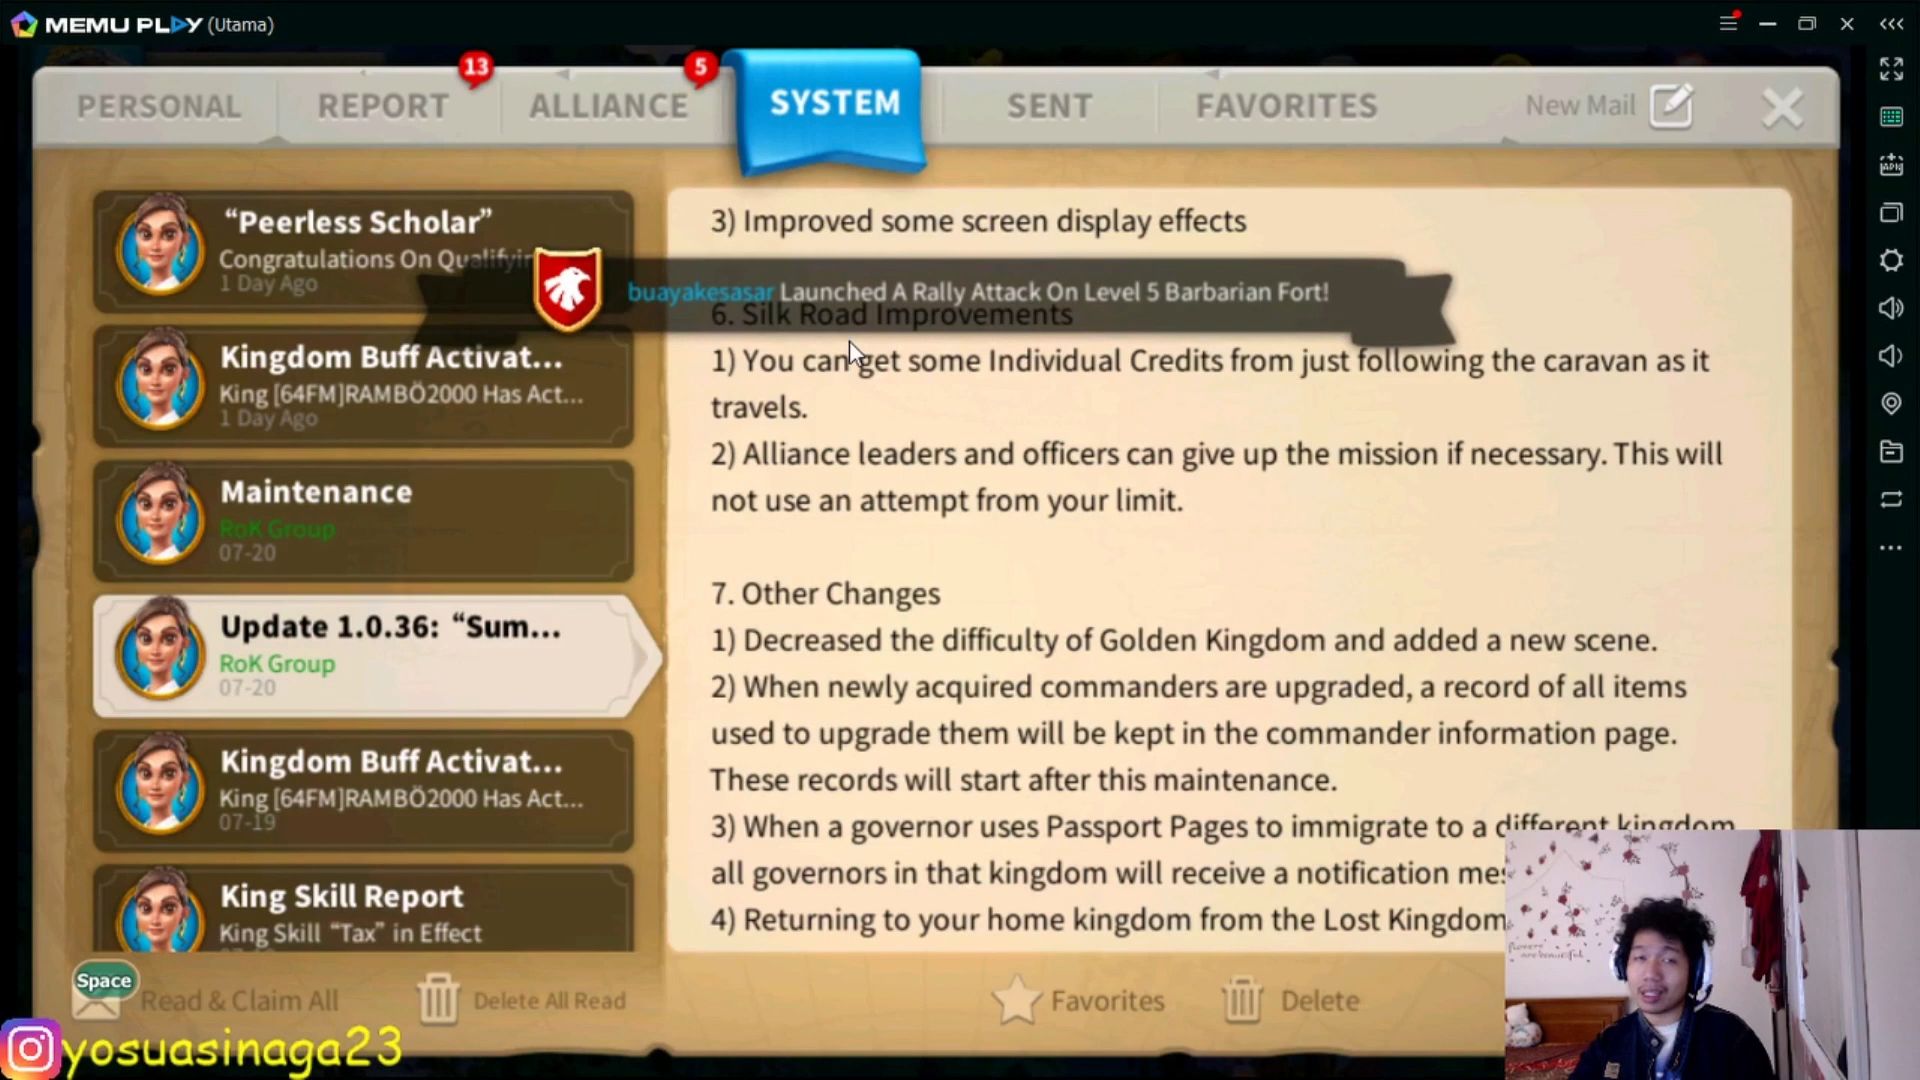 MEMU PLAY (Utama)
PERSONAL
REPORT
13
ALLIANCE
5
SYSTEM
SENT
FAVORITES
New Mail
“Peerless Scholar”
Congratulations On Qualifyin
1 Day Ago
Kingdom Buff Activat...
King [64FM]RAMBÖ2000 Has Act...
1 Day Ago
Maintenance
RoK Group
07-20
Update 1.0.36: “Sum...
RoK Group
07-20
Kingdom Buff Activat...
King [64FM]RAMBÖ2000 Has Act...
07-19
King Skill Report
King Skill “Tax” in Effect
3) Improved some screen display effects
buayakesasar Launched A Rally Attack On Level 5 Barbarian Fort!
6. Silk Road Improvements
1) You can get some Individual Credits from just following the caravan as it
travels.
2) Alliance leaders and officers can give up the mission if necessary. This will
not use an attempt from your limit.
7. Other Changes
1) Decreased the difficulty of Golden Kingdom and added a new scene.
2) When newly acquired commanders are upgraded, a record of all items
used to upgrade them will be kept in the commander information page.
These records will start after this maintenance.
3) When a governor uses Passport Pages to immigrate to a different kingdom
all governors in that kingdom will receive a notification mes
4) Returning to your home kingdom from the Lost Kingdom
Space
Read & Claim All
Delete All Read
Favorites
Delete
yosuasinaga23